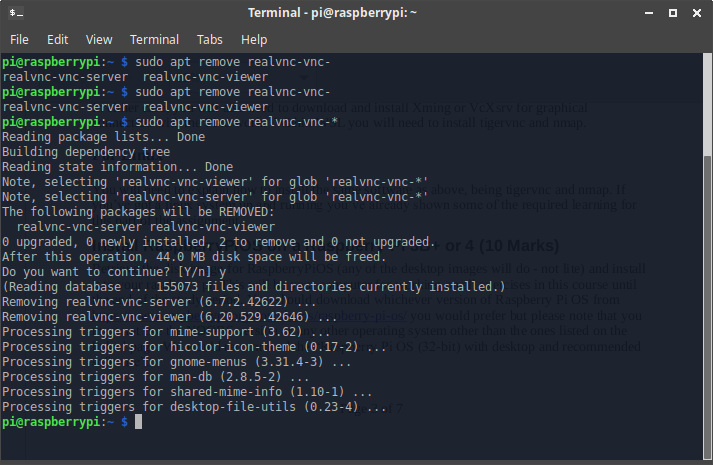 Terminal - pi@raspberrypi: ~
File Edit View Terminal Tabs Help
pi@raspberrypi:~ $ sudo apt remove realvnc-vnc-
realvnc-vnc-server  realvnc-vnc-viewer
pi@raspberrypi:~ $ sudo apt remove realvnc-vnc-
realvnc-vnc-server  realvnc-vnc-viewer
pi@raspberrypi:~ $ sudo apt remove realvnc-vnc-*
Reading package lists... Done
Building dependency tree
Reading state information... Done
Note, selecting 'realvnc-vnc-viewer' for glob 'realvnc-vnc-*'
Note, selecting 'realvnc-vnc-server' for glob 'realvnc-vnc-*'
The following packages will be REMOVED:
  realvnc-vnc-server realvnc-vnc-viewer
0 upgraded, 0 newly installed, 2 to remove and 0 not upgraded.
After this operation, 44.0 MB disk space will be freed.
Do you want to continue? [Y/n] y
(Reading database ... 155073 files and directories currently installed.)
Removing realvnc-vnc-server (6.7.2.42622) ...
Removing realvnc-vnc-viewer (6.20.529.42646) ...
Processing triggers for mime-support (3.62) ...
Processing triggers for hicolor-icon-theme (0.17-2) ...
Processing triggers for gnome-menus (3.31.4-3) ...
Processing triggers for man-db (2.8.5-2) ...
Processing triggers for shared-mime-info (1.10-1) ...
Processing triggers for desktop-file-utils (0.23-4) ...
pi@raspberrypi:~ $